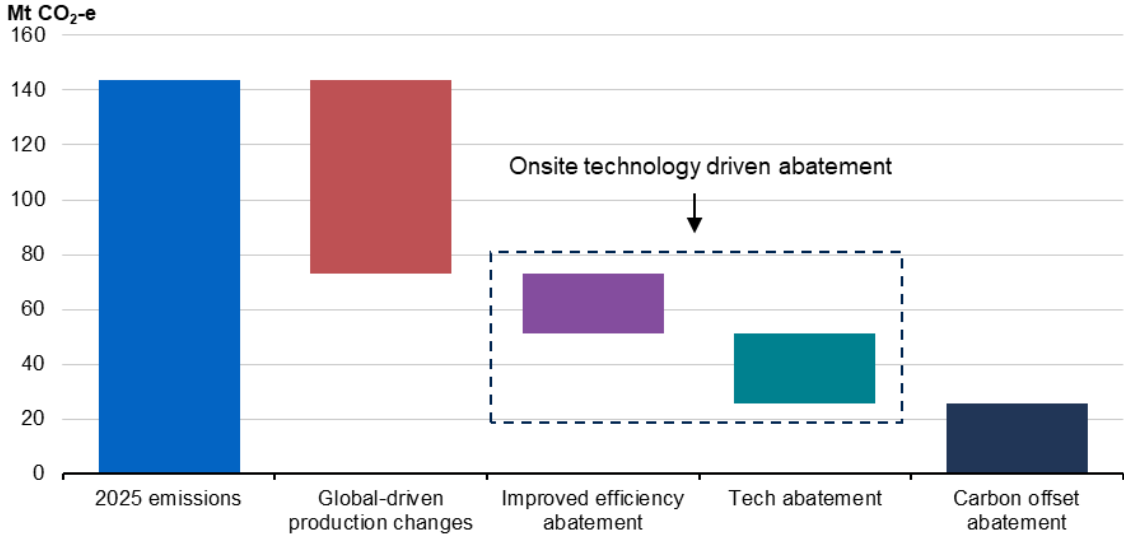 Mt CO₂-e
160
140
120
100
80
60
40
20
0
Onsite technology driven abatement
2025 emissions
Global-driven
production changes
Improved efficiency
abatement
Tech abatement
Carbon offset
abatement